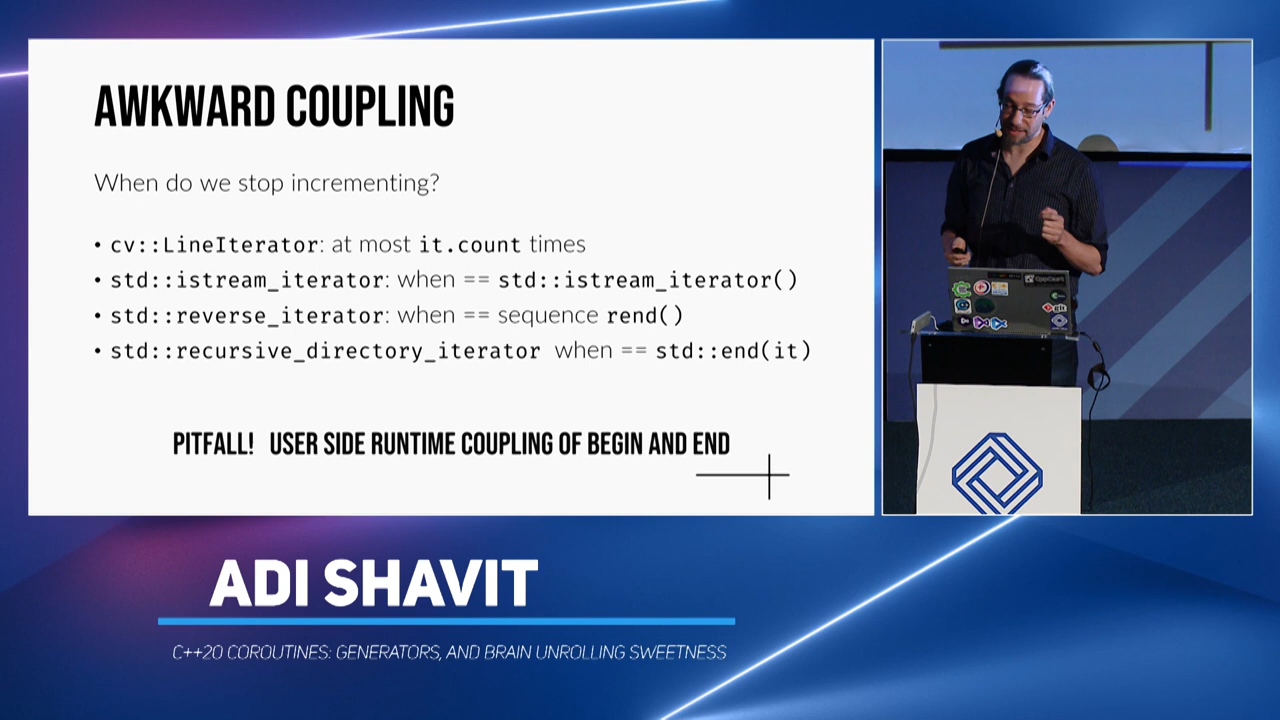 AWKWARD COUPLING
When do we stop incrementing?
• cv::LineIterator: at most it.count times
• std::istream_iterator: when == std::istream_iterator()
• std::reverse_iterator: when == sequence rend()
• std::recursive_directory_iterator when == std::end(it)
PITFALL! USER SIDE RUNTIME COUPLING OF BEGIN AND END
ADI SHAVIT
C++20 COROUTINES: GENERATORS, AND BRAIN UNROLLING SWEETNESS